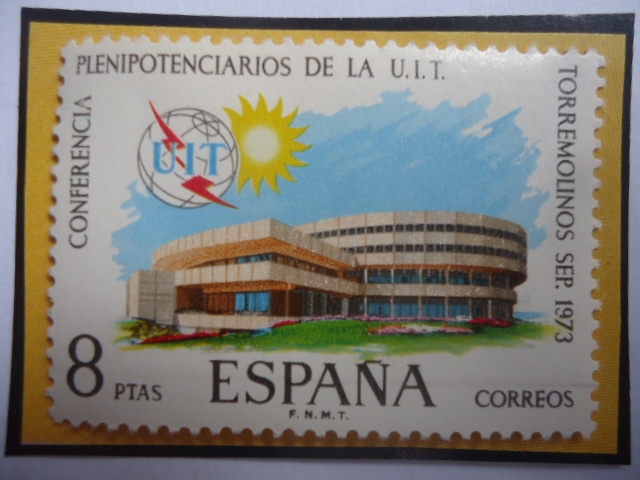 CONFERENCIA
PLENIPOTENCIARIOS DE LA U.I.T.
TORREMOLINOS SEP. 1973
UIT
8 PTAS
ESPAÑA
CORREOS
F.N.M.T.